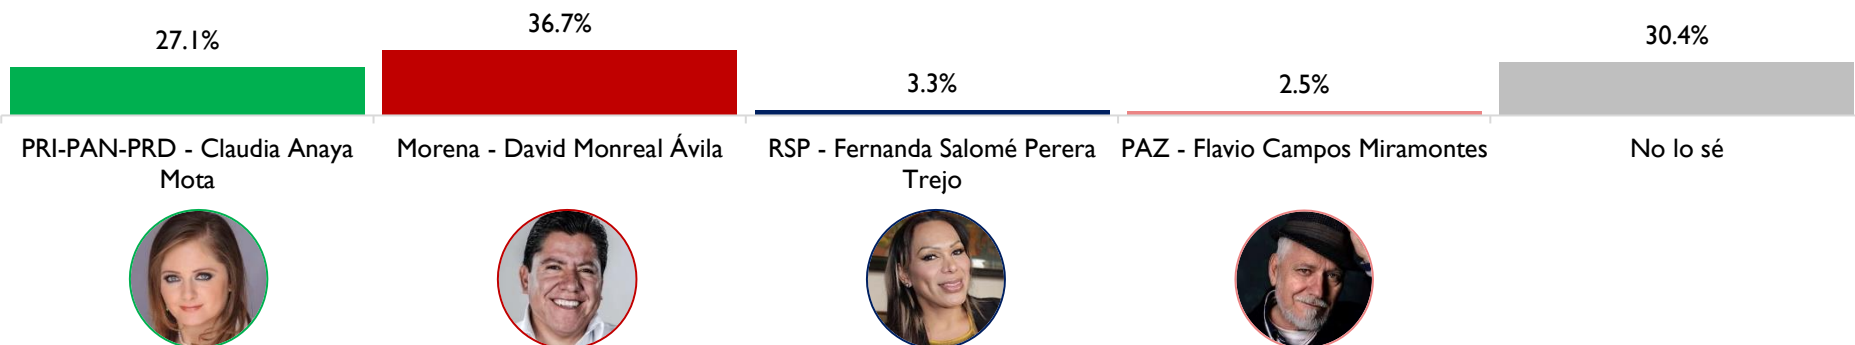 27.1%
36.7%
3.3%
2.5%
30.4%
PRI-PAN-PRD - Claudia Anaya
Mota
Morena - David Monreal Ávila
RSP - Fernanda Salomé Perera
Trejo
PAZ - Flavio Campos Miramontes
No lo sé